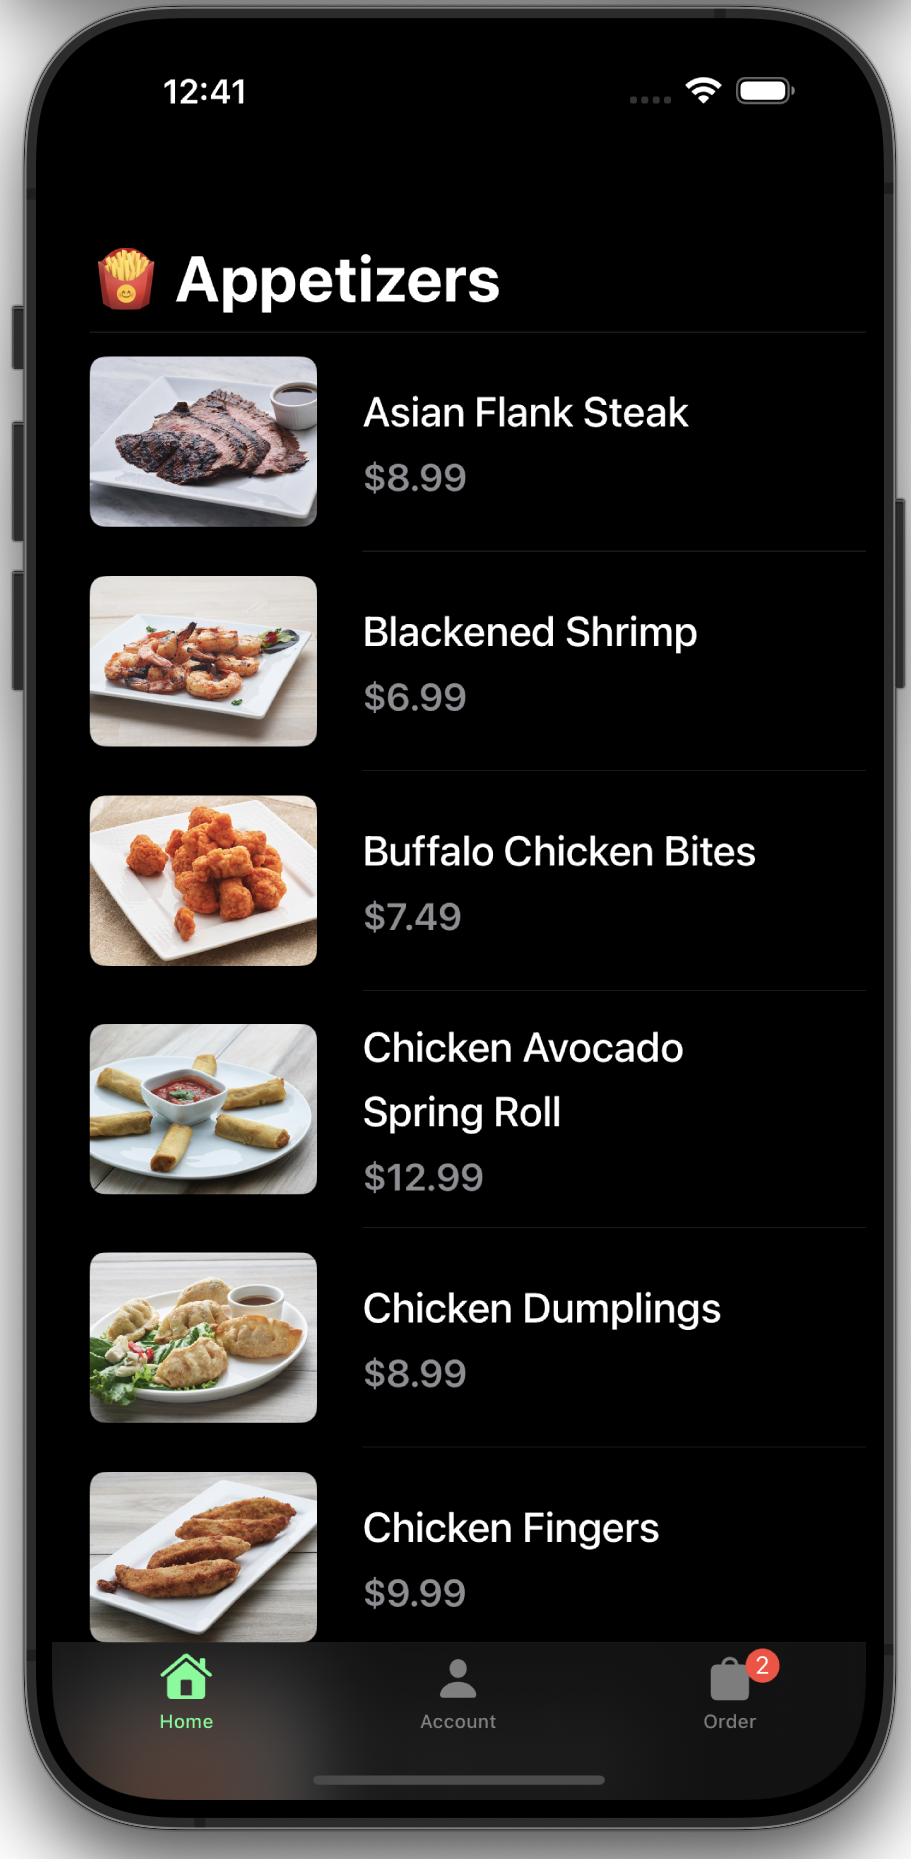 12:41
Appetizers
Asian Flank Steak
$8.99
Blackened Shrimp
$6.99
Buffalo Chicken Bites
$7.49
Chicken Avocado
Spring Roll
$12.99
Chicken Dumplings
$8.99
Chicken Fingers
$9.99
2
Home
Account
Order